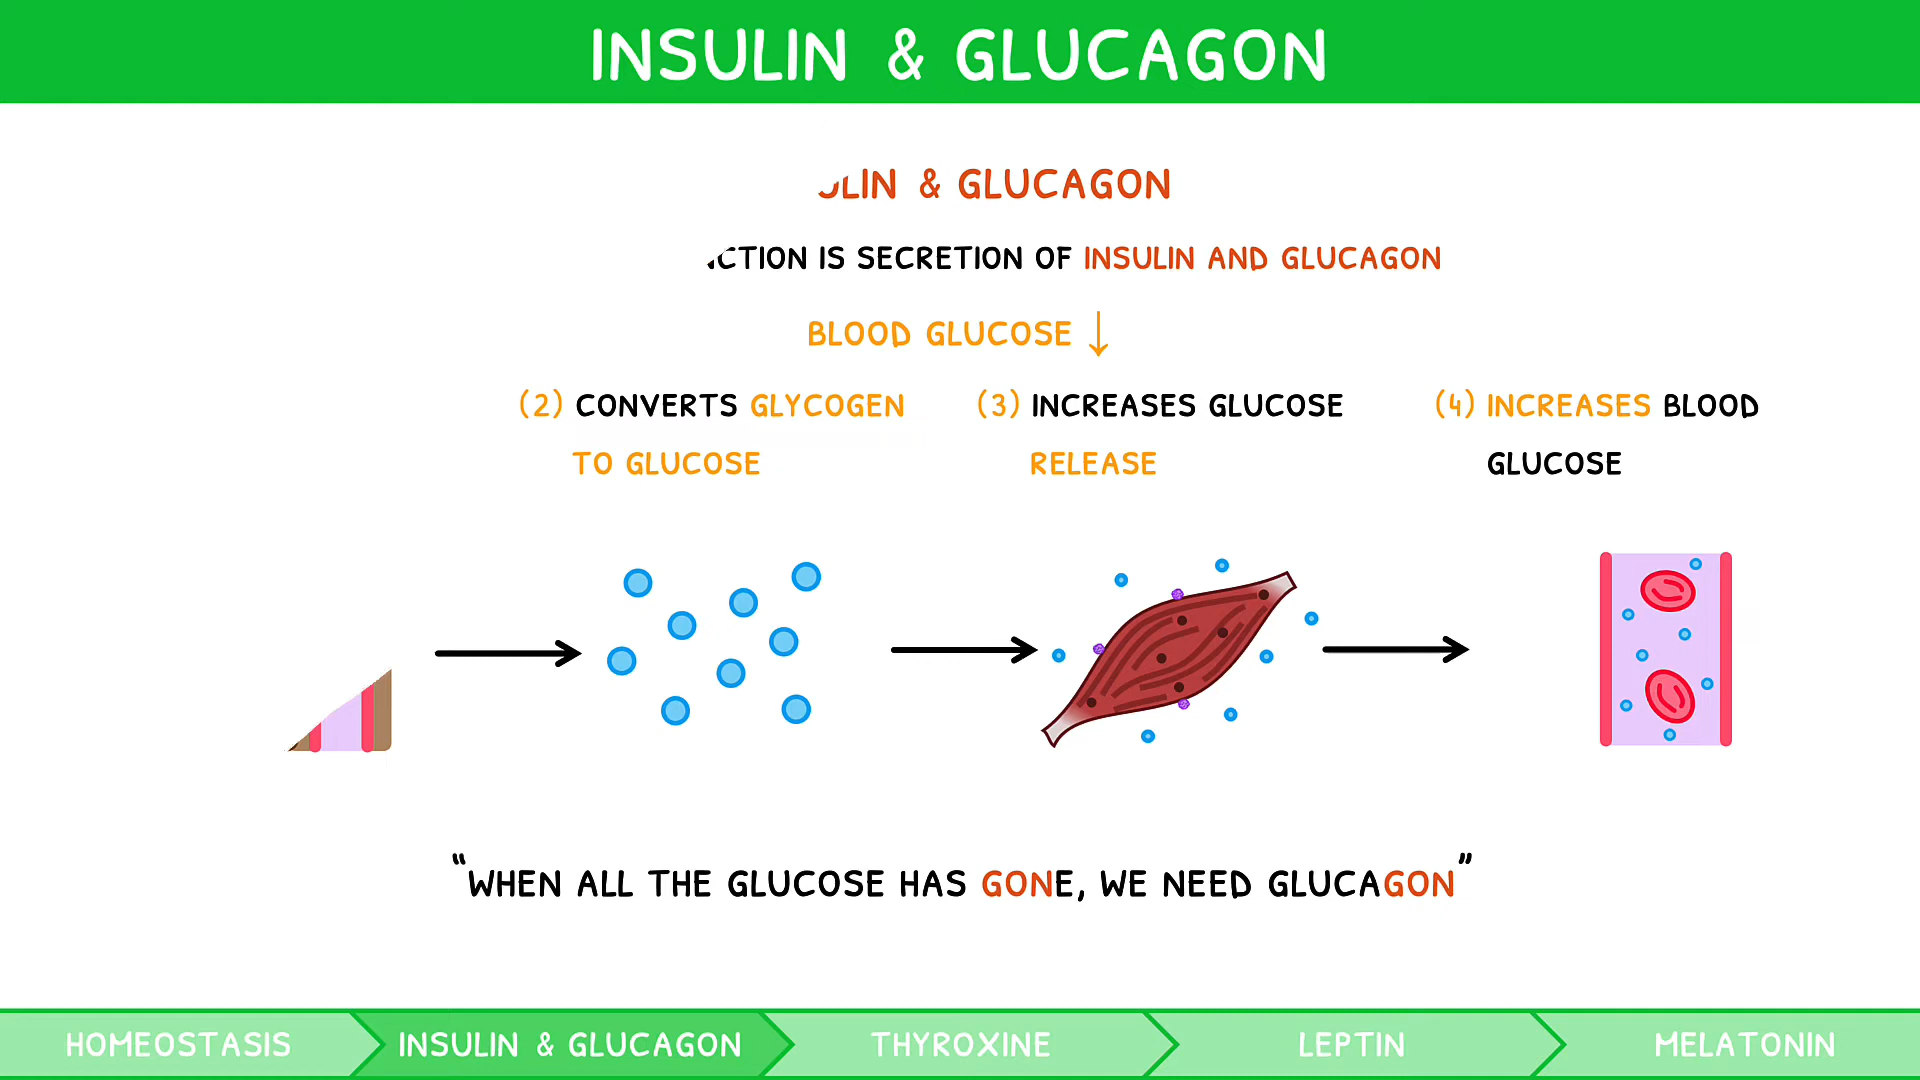 INSULIN & GLUCAGON
& GLUCAGON
IS SECRETION OF INSULIN AND GLUCAGON
BLOOD GLUCOSE ↓
(2) CONVERTS GLYCOGEN TO GLUCOSE
(3) INCREASES GLUCOSE RELEASE
(4) INCREASES BLOOD GLUCOSE
“WHEN ALL THE GLUCOSE HAS GONE, WE NEED GLUCAGON”
HOMEOSTASIS
INSULIN & GLUCAGON
THYROXINE
LEPTIN
MELATONIN